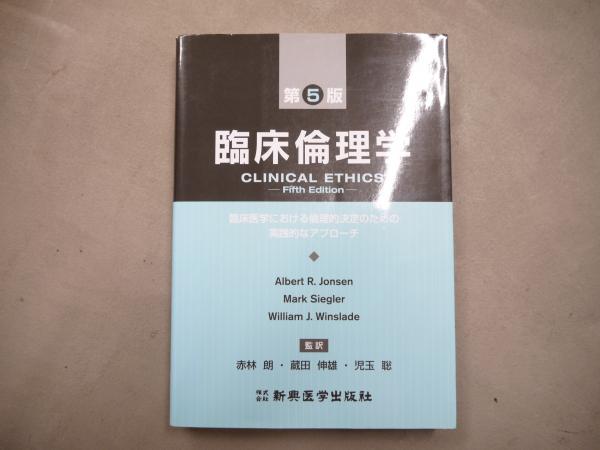 第5版
臨床倫理学
CLINICAL ETHICS
Fifth Edition
臨床医学における倫理的決定のための
実践的なアプローチ
Albert R. Jonsen
Mark Siegler
William J. Winslade
監訳
赤林 朗・蔵田 伸雄・児玉 聡
株式会社 新興医学出版社